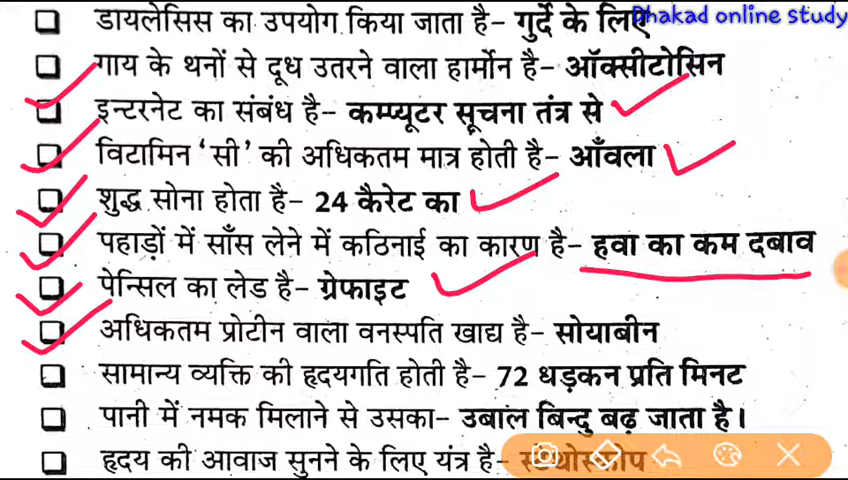 डायलेसिस का उपयोग किया जाता है- गुर्दे के लिए
Dhakad online study
गाय के थनों से दूध उतरने वाला हार्मोन है- ऑक्सीटोसिन
इन्टरनेट का संबंध है- कम्प्यूटर सूचना तंत्र से
विटामिन ‘सी’ की अधिकतम मात्र होती है- आँवला
शुद्ध सोना होता है- 24 कैरेट का
पहाड़ों में साँस लेने में कठिनाई का कारण है- हवा का कम दबाव
पेन्सिल का लेड है- ग्रेफाइट
अधिकतम प्रोटीन वाला वनस्पति खाद्य है- सोयाबीन
सामान्य व्यक्ति की हृदयगति होती है- 72 धड़कन प्रति मिनट
पानी में नमक मिलाने से उसका- उबाल बिन्दु बढ़ जाता है।
हृदय की आवाज सुनने के लिए यंत्र है- स्टेथोस्कोप